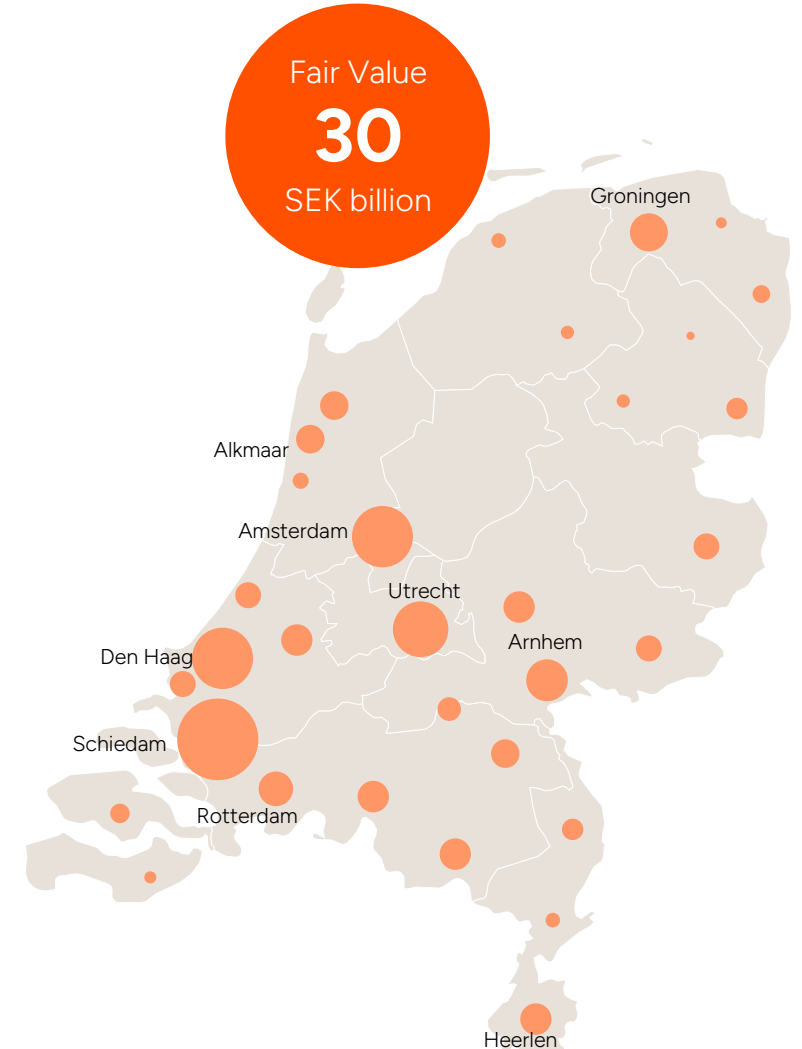 Fair Value
30
SEK billion
Groningen
Alkmaar
Amsterdam
Utrecht
Arnhem
Den Haag
Schiedam
Rotterdam
Heerlen